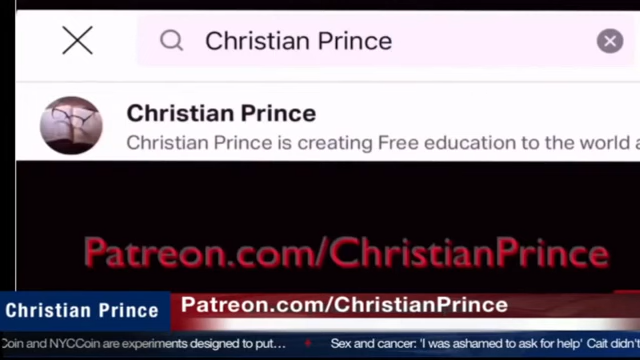 Christian Prince
Christian Prince
Christian Prince is creating Free education to the world a
Patreon.com/ChristianPrince
Christian Prince
Patreon.com/ChristianPrince
Coin and NYCCoin are experiments designed to put... Sex and cancer: 'I was ashamed to ask for help' Cait didn't